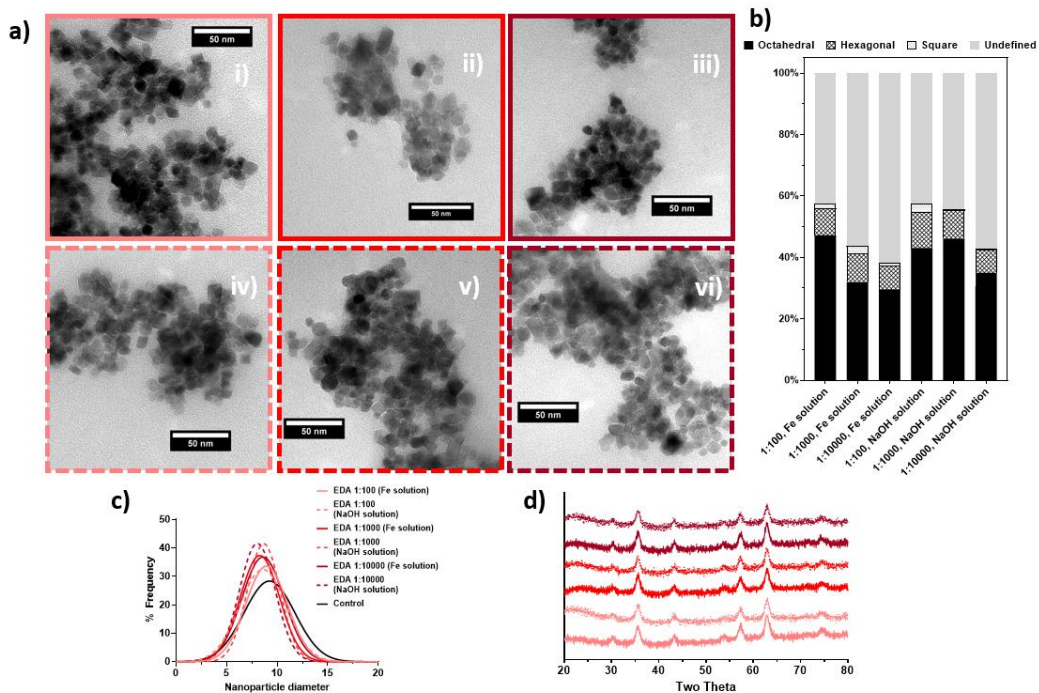 a)
50 nm
i)
ii)
50 nm
iii)
50 nm
iv)
50 nm
v)
50 nm
vi)
50 nm
b)
Octahedral Hexagonal Square Undefined
100%
80%
60%
40%
20%
0%
1:100, Fe solution
1:1000, Fe solution
1:10000, Fe solution
1:100, NaOH solution
1:1000, NaOH solution
1:10000, NaOH solution
c)
EDA 1:100 (Fe solution)
EDA 1:100
(NaOH solution)
EDA 1:1000 (Fe solution)
EDA 1:1000
(NaOH solution)
EDA 1:10000 (Fe solution)
EDA 1:10000
(NaOH solution)
Control
% Frequency
50
40
30
20
10
0
0 5 10 15 20
Nanoparticle diameter
d)
20 30 40 50 60 70 80
Two Theta